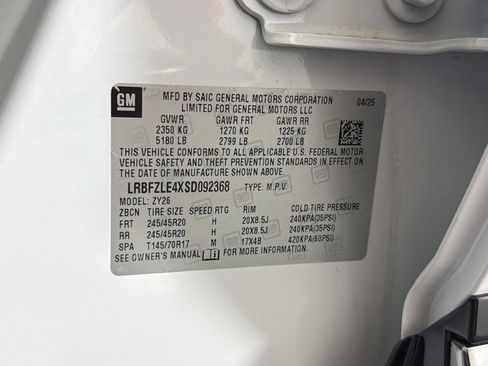 GM
MFD BY SAIC GENERAL MOTORS CORPORATION 04/25
LIMITED FOR GENERAL MOTORS LLC
GVWR GAWR FRT GAWR RR
2350 KG 1270 KG 1225 KG
5180 LB 2799 LB 2700 LB
THIS VEHICLE CONFORMS TO ALL APPLICABLE U.S. FEDERAL MOTOR
VEHICLE SAFETY AND THEFT PREVENTION STANDARDS IN EFFECT ON
THE DATE OF MANUFACTURE SHOWN ABOVE.
LRBFZLE4XSD092368 TYPE: M.P.V.
MODEL: ZY26
ZBCN TIRE SIZE SPEED RTG RIM COLD TIRE PRESSURE
FRT 245/45R20 H 20X8.5J 240KPA(35PSI)
RR 245/45R20 H 20X8.5J 240KPA(35PSI)
SPA T145/70R17 M 17X4B 420KPA(60PSI)
SEE OWNER'S MANUAL FOR MORE INFORMATION.